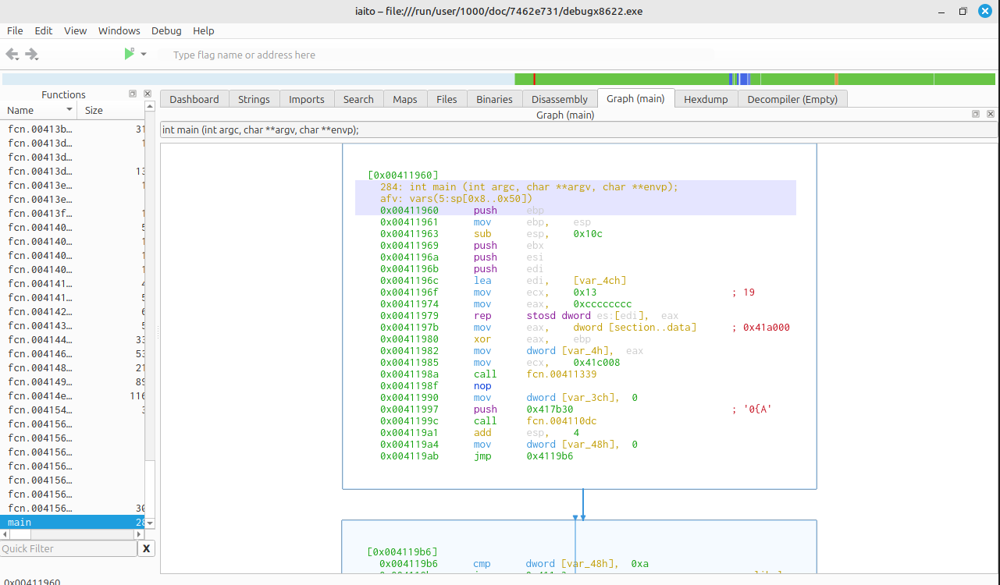 iaito – file:///run/user/1000/doc/7462e731/debugx8622.exe
File Edit View Windows Debug Help
Type flag name or address here
Functions
Name Size
fcn.00413b… 31
fcn.00413d… 1
fcn.00413d…
fcn.00413d… 13
fcn.00413e… 1
fcn.00413e…
fcn.00413f… 1
fcn.004140… 5
fcn.004140… 1
fcn.004140… 1
fcn.004140… 1
fcn.004141… 4
fcn.004141… 5
fcn.004142… 6
fcn.004143… 5
fcn.004144… 33
fcn.004146… 53
fcn.004148… 21
fcn.004149… 89
fcn.00414e… 116
fcn.004154… 3
fcn.004156…
fcn.004156…
fcn.004156…
fcn.004156…
fcn.004156…
fcn.004156…
fcn.004156… 30
main 28
Quick Filter X
0x00411960
Dashboard Strings Imports Search Maps Files Binaries Disassembly Graph (main) Hexdump Decompiler (Empty)
Graph (main)
int main (int argc, char **argv, char **envp);
[0x00411960]
284: int main (int argc, char **argv, char **envp);
afv: vars(5:sp[0x8..0x50])
0x00411960 push ebp
0x00411961 mov ebp, esp
0x00411963 sub esp, 0x10c
0x00411969 push ebx
0x0041196a push esi
0x0041196b push edi
0x0041196c lea edi, [var_4ch]
0x0041196f mov ecx, 0x13 ; 19
0x00411974 mov eax, 0xcccccccc
0x00411979 rep stosd dword es:[edi], eax
0x0041197b mov eax, dword [section..data] ; 0x41a000
0x00411980 xor eax, ebp
0x00411982 mov dword [var_4h], eax
0x00411985 mov ecx, 0x41c008
0x0041198a call fcn.00411339
0x0041198f nop
0x00411990 mov dword [var_3ch], 0
0x00411997 push 0x417b30 ; '0{A'
0x0041199c call fcn.004110dc
0x004119a1 add esp, 4
0x004119a4 mov dword [var_48h], 0
0x004119ab jmp 0x4119b6
[0x004119b6]
0x004119b6 cmp dword [var_48h], 0xa